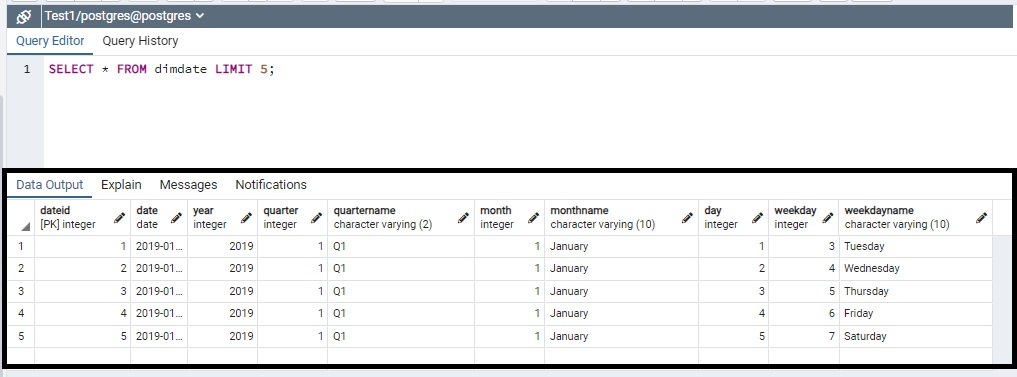 Test1/postgres@postgres
Query Editor Query History
1 SELECT * FROM dimdate LIMIT 5;
Data Output Explain Messages Notifications
dateid date year quarter quartername month monthname day weekday weekdayname
[PK] integer date integer integer character varying (2) integer character varying (10) integer integer character varying (10)
1 1 2019-01... 2019 1 Q1 1 January 1 3 Tuesday
2 2 2019-01... 2019 1 Q1 1 January 2 4 Wednesday
3 3 2019-01... 2019 1 Q1 1 January 3 5 Thursday
4 4 2019-01... 2019 1 Q1 1 January 4 6 Friday
5 5 2019-01... 2019 1 Q1 1 January 5 7 Saturday